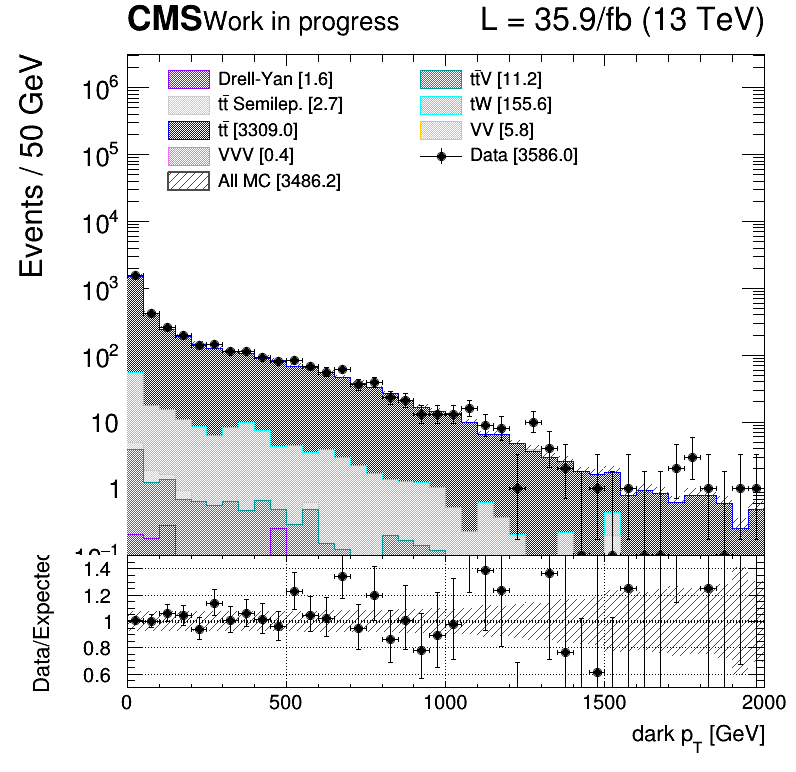 CMS Work in progress L = 35.9/fb (13 TeV)
Events / 50 GeV
10⁶
10⁵
10⁴
10³
10²
10
1
10⁻¹
Drell-Yan [1.6]
tt̄ Semilep. [2.7]
tt̄ [3309.0]
VVV [0.4]
All MC [3486.2]
tt̄V [11.2]
tW [155.6]
VV [5.8]
Data [3586.0]
Data/Expected
1.4
1.2
1
0.8
0.6
0 500 1000 1500 2000
dark p_T [GeV]